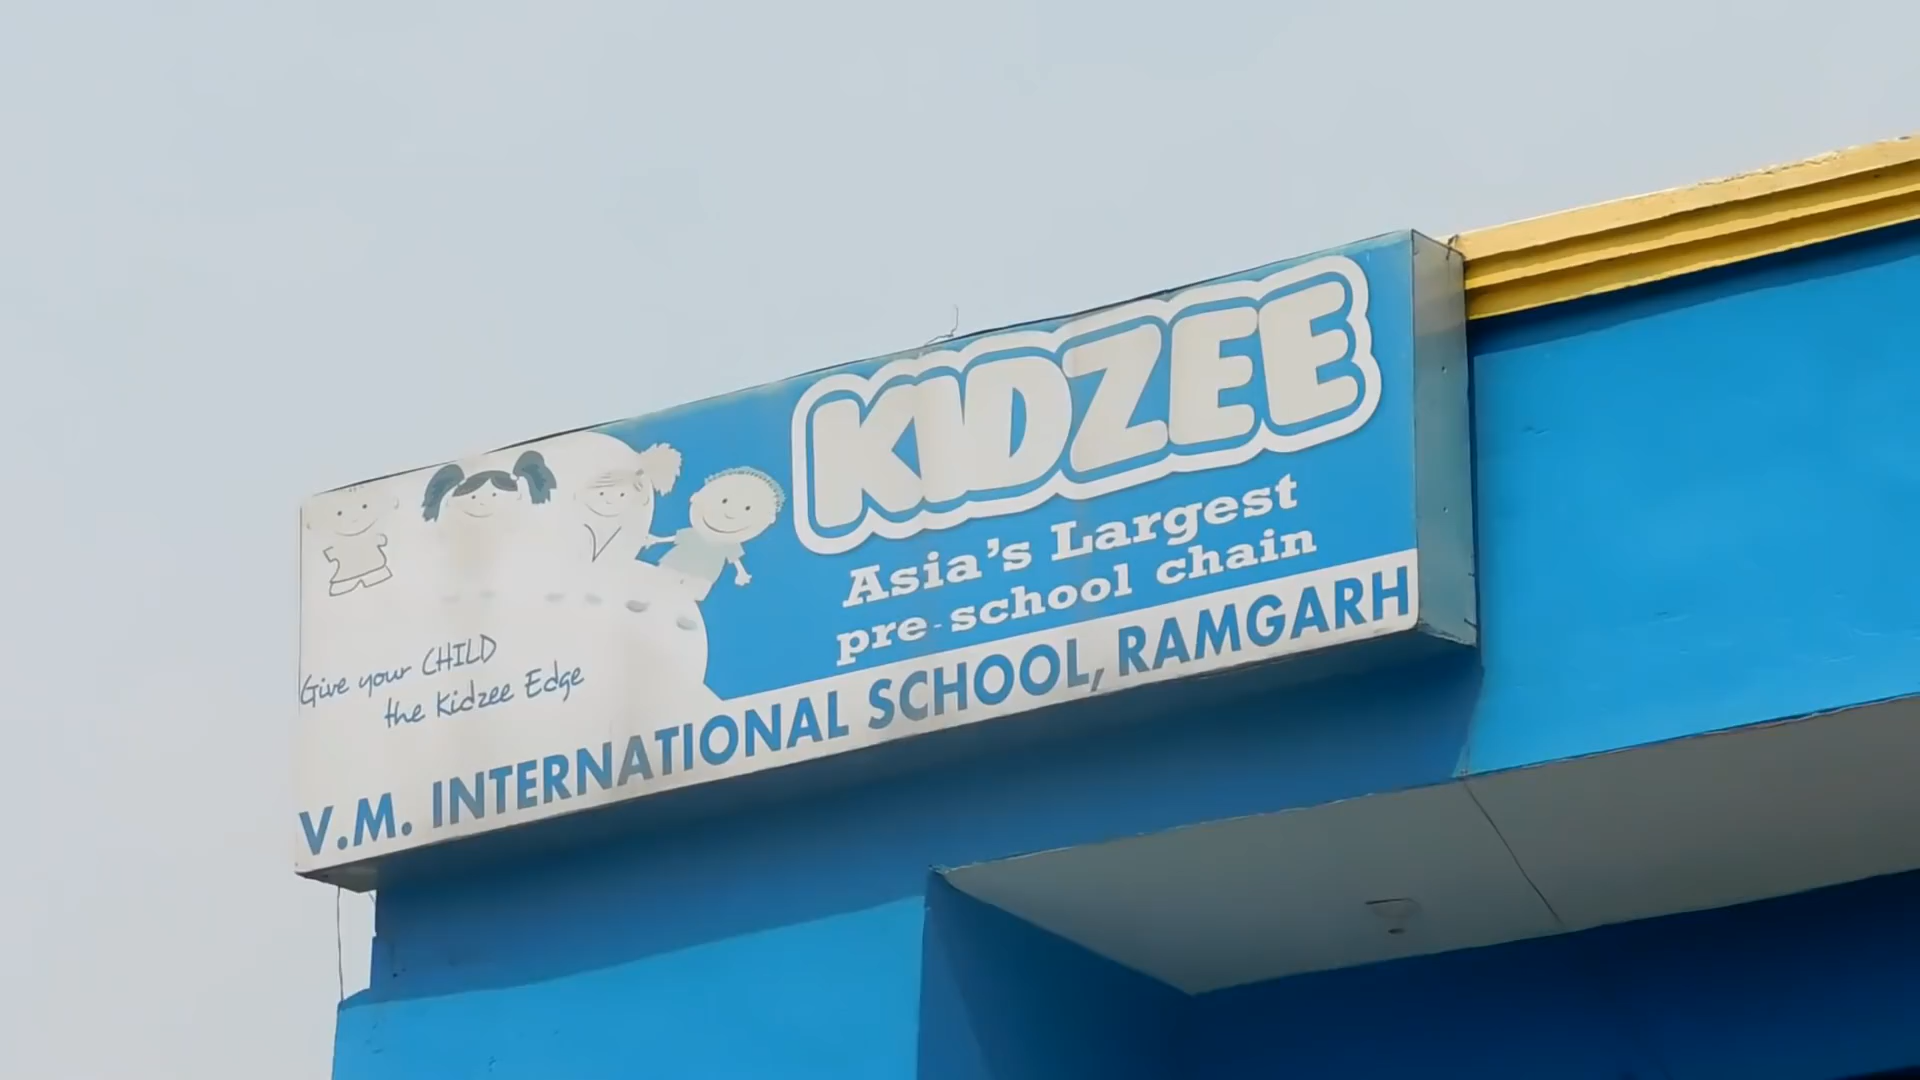 KIDZEE
Asia's Largest
pre-school chain
Give your CHILD
the Kidzee Edge
V.M. INTERNATIONAL SCHOOL, RAMGARH